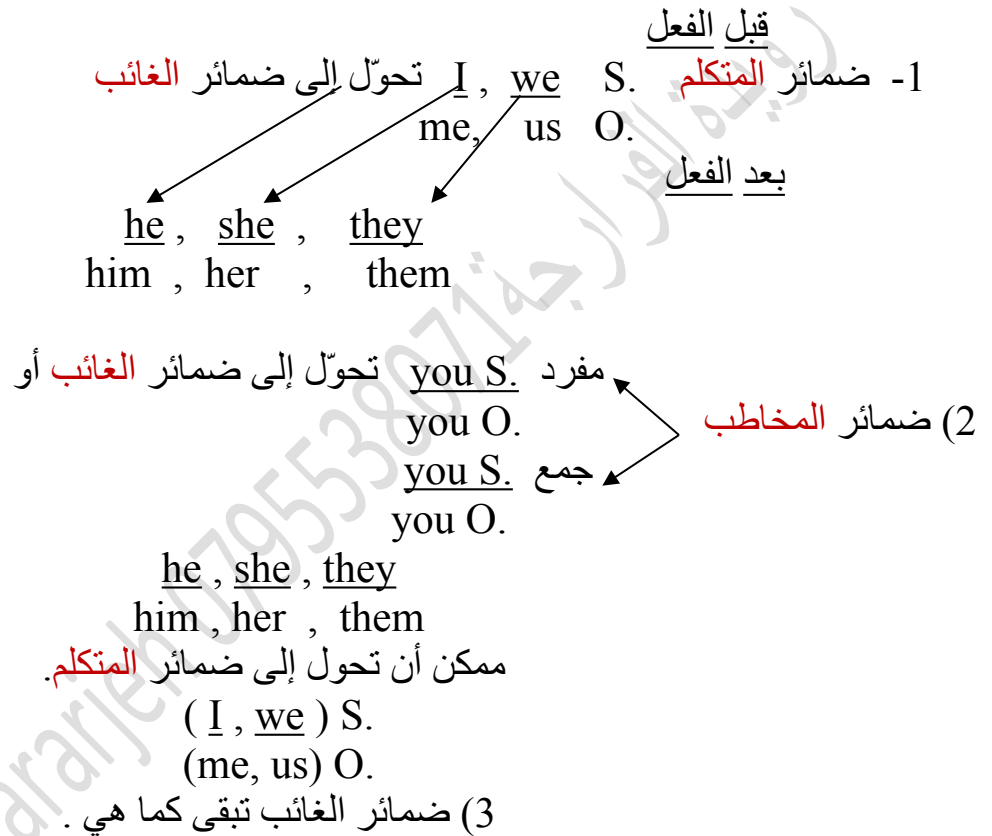 قبل الفعل
1- ضمائر المتكلم S. I , we تحوّل إلى ضمائر الغائب
me, us O.
بعد الفعل
he , she , they
him , her , them
مفرد you S. تحوّل إلى ضمائر الغائب أو
you O.
2) ضمائر المخاطب
جمع you S.
you O.
he , she , they
him , her , them
ممكن أن تحول إلى ضمائر المتكلم.
( I , we ) S.
(me, us) O.
3) ضمائر الغائب تبقى كما هي .